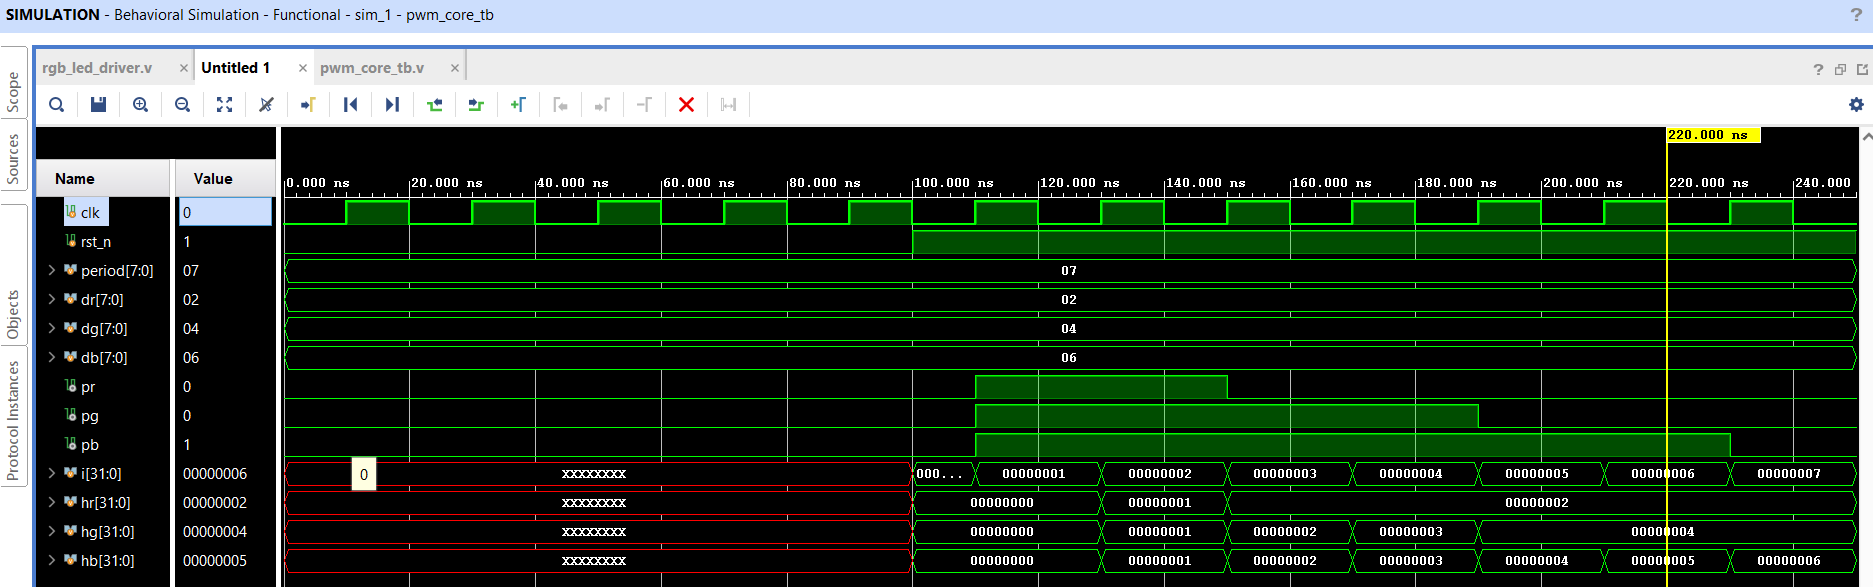 SIMULATION - Behavioral Simulation - Functional - sim_1 - pwm_core_tb ?
rgb_led_driver.v × Untitled 1 × pwm_core_tb.v × ?
Scope
Sources
Objects
Protocol Instances
220.000 ns
Name Value 0.000 ns 20.000 ns 40.000 ns 60.000 ns 80.000 ns 100.000 ns 120.000 ns 140.000 ns 160.000 ns 180.000 ns 200.000 ns 220.000 ns 240.000
clk 0
rst_n 1
period[7:0] 07 07
dr[7:0] 02 02
dg[7:0] 04 04
db[7:0] 06 06
pr 0
pg 0
pb 1
i[31:0] 00000006 0 XXXXXXXX 000... 00000001 00000002 00000003 00000004 00000005 00000006 00000007
hr[31:0] 00000002 XXXXXXXX 00000000 00000001 00000002
hg[31:0] 00000004 XXXXXXXX 00000000 00000001 00000002 00000003 00000004
hb[31:0] 00000005 XXXXXXXX 00000000 00000001 00000002 00000003 00000004 00000005 00000006